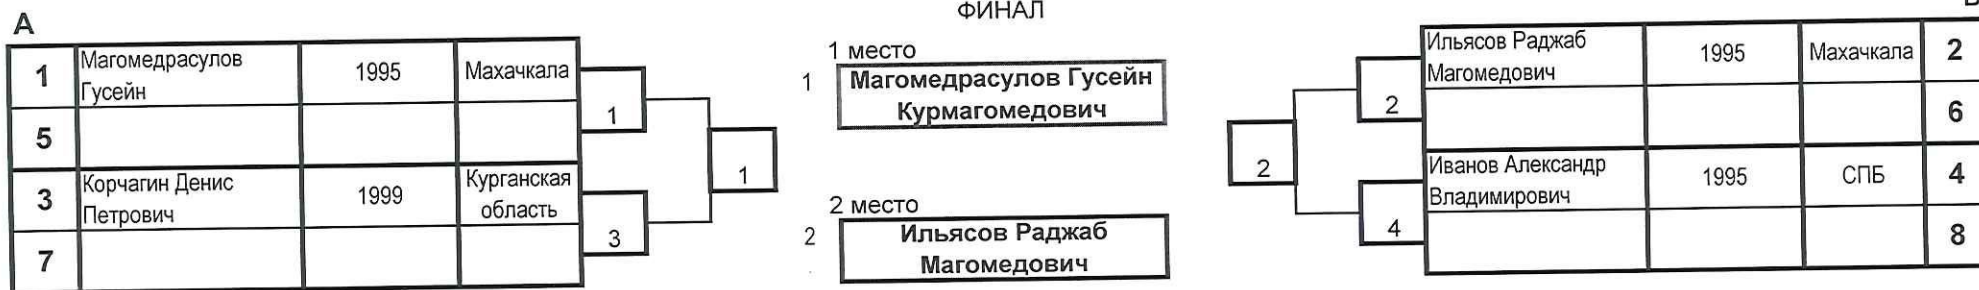 ФИНАЛ
А
1 Магомедрасулов Гусейн 1995 Махачкала
5
3 Корчагин Денис Петрович 1999 Курганская область
7
1
3
1
1 место
1 Магомедрасулов Гусейн
Курмагомедович
2 место
2 Ильясов Раджаб
Магомедович
2
2
4
Ильясов Раджаб Магомедович 1995 Махачкала 2
6
Иванов Александр Владимирович 1995 СПБ 4
8